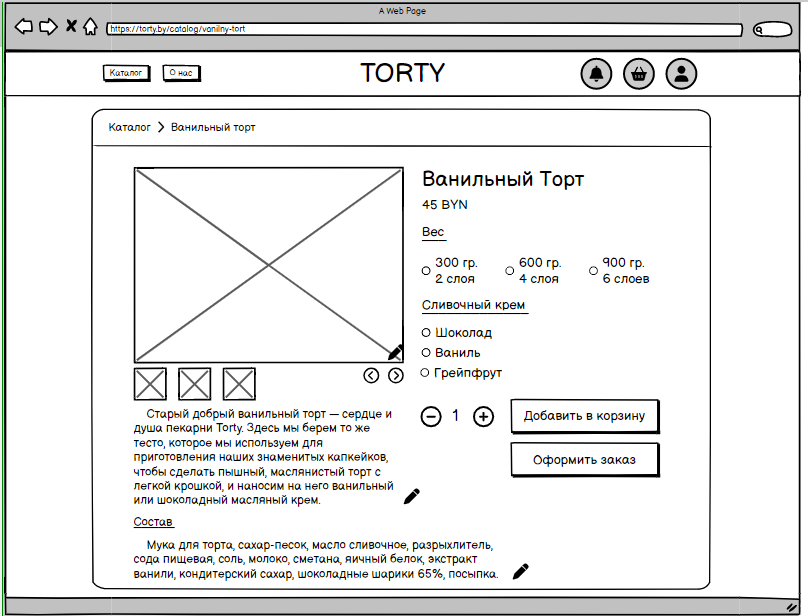 A Web Page
https://torty.by/catalog/vanilny-tort
Каталог
О нас
TORTY
Каталог
Ванильный торт
Ванильный Торт
45 BYN
Вес
300 гр.
2 слоя
600 гр.
4 слоя
900 гр.
6 слоев
Сливочный крем
Шоколад
Ваниль
Грейпфрут
1
Добавить в корзину
Оформить заказ
Старый добрый ванильный торт — сердце и
душа пекарни Torty. Здесь мы берем то же
тесто, которое мы используем для
приготовления наших знаменитых капкейков,
чтобы сделать пышный, маслянистый торт с
легкой крошкой, и наносим на него ванильный
или шоколадный масляный крем.
Состав
Мука для торта, сахар-песок, масло сливочное, разрыхлитель,
сода пищевая, соль, молоко, сметана, яичный белок, экстракт
ванили, кондитерский сахар, шоколадные шарики 65%, посыпка.